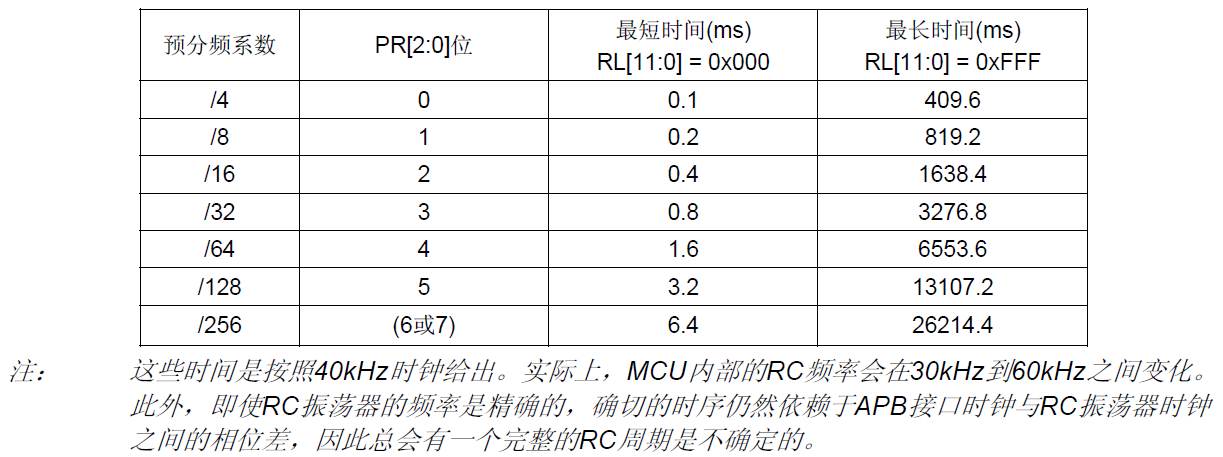 预分频系数 PR[2:0]位 最短时间(ms) 最长时间(ms)
RL[11:0] = 0x000 RL[11:0] = 0xFFF
/4 0 0.1 409.6
/8 1 0.2 819.2
/16 2 0.4 1638.4
/32 3 0.8 3276.8
/64 4 1.6 6553.6
/128 5 3.2 13107.2
/256 (6或7) 6.4 26214.4
注： 这些时间是按照40kHz时钟给出。实际上，MCU内部的RC频率会在30kHz到60kHz之间变化。
此外，即使RC振荡器的频率是精确的，确切的时序仍然依赖于APB接口时钟与RC振荡器时钟
之间的相位差，因此总会有一个完整的RC周期是不确定的。